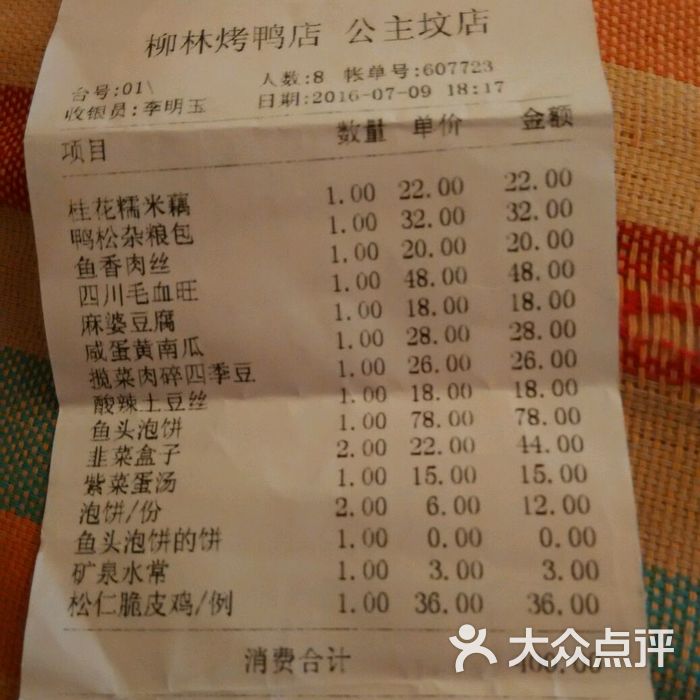 柳林烤鸭店 公主坟店
台号:01\ 人数:8 帐单号:607723
收银员:李明玉 日期:2016-07-09 18:17
项目 数量 单价 金额
桂花糯米藕 1.00 22.00 22.00
鸭松杂粮包 1.00 32.00 32.00
鱼香肉丝 1.00 20.00 20.00
四川毛血旺 1.00 48.00 48.00
麻婆豆腐 1.00 18.00 18.00
咸蛋黄南瓜 1.00 28.00 28.00
揽菜肉碎四季豆 1.00 26.00 26.00
酸辣土豆丝 1.00 18.00 18.00
鱼头泡饼 1.00 78.00 78.00
韭菜盒子 2.00 22.00 44.00
紫菜蛋汤 1.00 15.00 15.00
泡饼/份 2.00 6.00 12.00
鱼头泡饼的饼 1.00 0.00 0.00
矿泉水常 1.00 3.00 3.00
松仁脆皮鸡/例 1.00 36.00 36.00
消费合计
大众点评